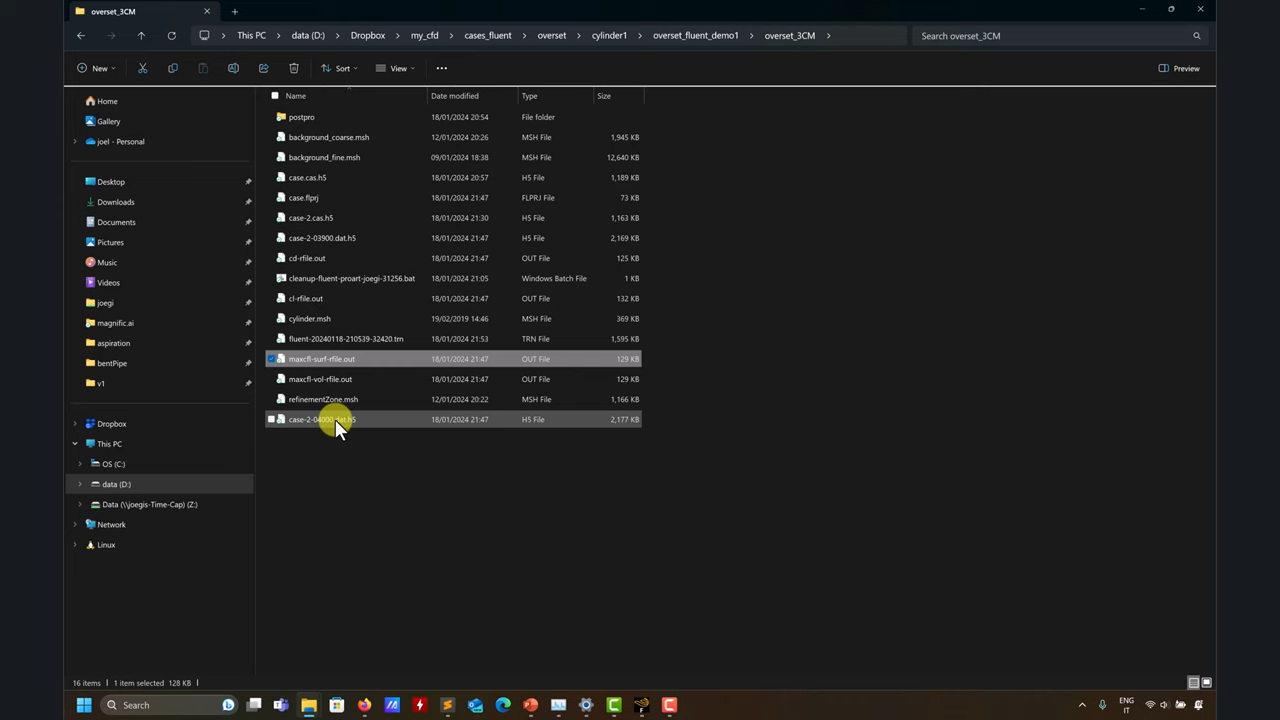 overset_3CM
This PC > data (D:) > Dropbox > my_cfd > cases_fluent > overset > cylinder1 > overset_fluent_demo1 > overset_3CM > Search overset_3CM
New Sort View ... Preview
Name Date modified Type Size
Home
Gallery
joel - Personal
Desktop
Downloads
Documents
Pictures
Music
Videos
joegi
magnific.ai
aspiration
bentPipe
v1
Dropbox
This PC
OS (C:)
data (D:)
Data (\\joegis-Time-Cap) (Z:)
Network
Linux
postpro 18/01/2024 20:54 File folder
background_coarse.msh 12/01/2024 20:26 MSH File 1,945 KB
background_fine.msh 09/01/2024 18:38 MSH File 12,640 KB
case.cas.h5 18/01/2024 20:57 H5 File 1,189 KB
case.flprj 18/01/2024 21:47 FLPRJ File 73 KB
case-2.cas.h5 18/01/2024 21:30 H5 File 1,163 KB
case-2-03900.dat.h5 18/01/2024 21:47 H5 File 2,169 KB
cd-rfile.out 18/01/2024 21:47 OUT File 125 KB
cleanup-fluent-proart-joegi-31256.bat 18/01/2024 21:05 Windows Batch File 1 KB
cl-rfile.out 18/01/2024 21:47 OUT File 132 KB
cylinder.msh 19/02/2019 14:46 MSH File 369 KB
fluent-20240118-210539-32420.trn 18/01/2024 21:53 TRN File 1,595 KB
maxcfl-surf-rfile.out 18/01/2024 21:47 OUT File 129 KB
maxcfl-vol-rfile.out 18/01/2024 21:47 OUT File 129 KB
refinementZone.msh 12/01/2024 20:22 MSH File 1,166 KB
case-2-04000.dat.h5 18/01/2024 21:47 H5 File 2,177 KB
16 items 1 item selected 128 KB
Search ENG
IT